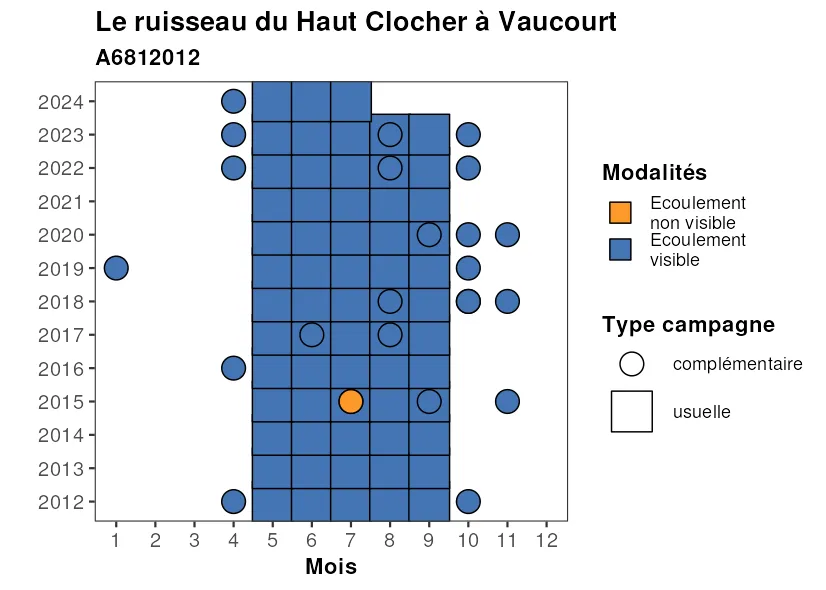 Le ruisseau du Haut Clocher à Vaucourt
A6812012
2024
2023
2022
2021
2020
2019
2018
2017
2016
2015
2014
2013
2012
1 2 3 4 5 6 7 8 9 10 11 12
Mois
Modalités
Ecoulement
non visible
Ecoulement
visible
Type campagne
complémentaire
usuelle